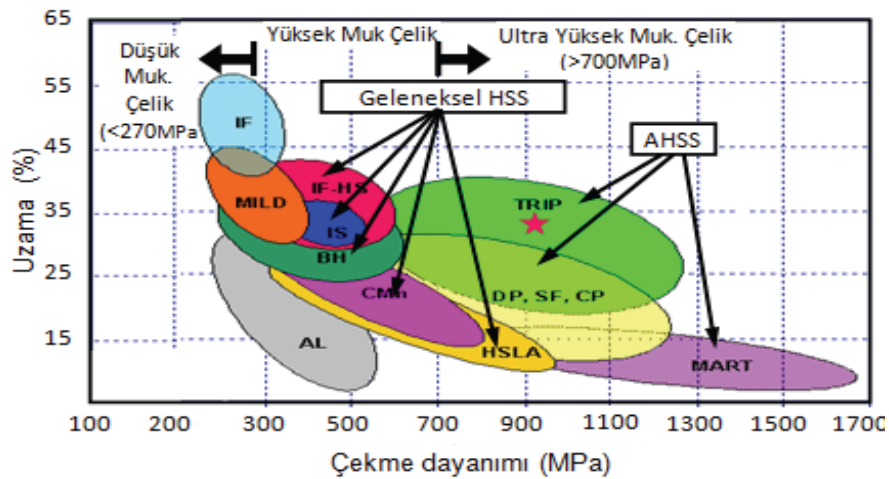 65
55
45
35
25
15
Uzama (%)
Düşük
Muk.
Çelik
(<270MPa
Yüksek Muk Çelik
Ultra Yüksek Muk. Çelik
(>700MPa)
Geleneksel HSS
AHSS
IF
MILD
IF-HS
IS
BH
CMn
AL
HSLA
TRIP
DP, SF, CP
MART
100 200 300 500 700 900 1100 1300 1500 1700
Çekme dayanımı (MPa)